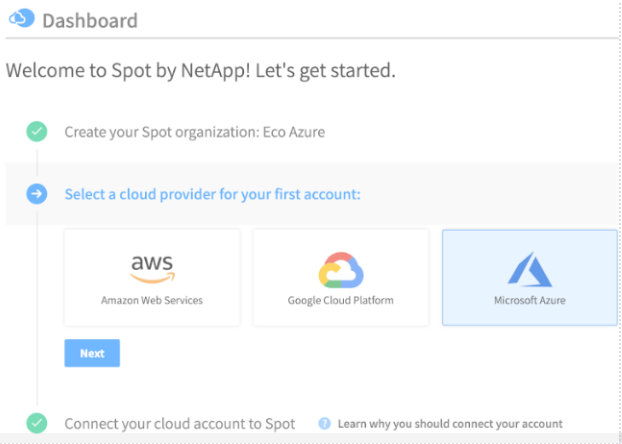 Dashboard
Welcome to Spot by NetApp! Let's get started.
Create your Spot organization: Eco Azure
Select a cloud provider for your first account:
aws
Amazon Web Services
Google Cloud Platform
Microsoft Azure
Next
Connect your cloud account to Spot ? Learn why you should connect your account